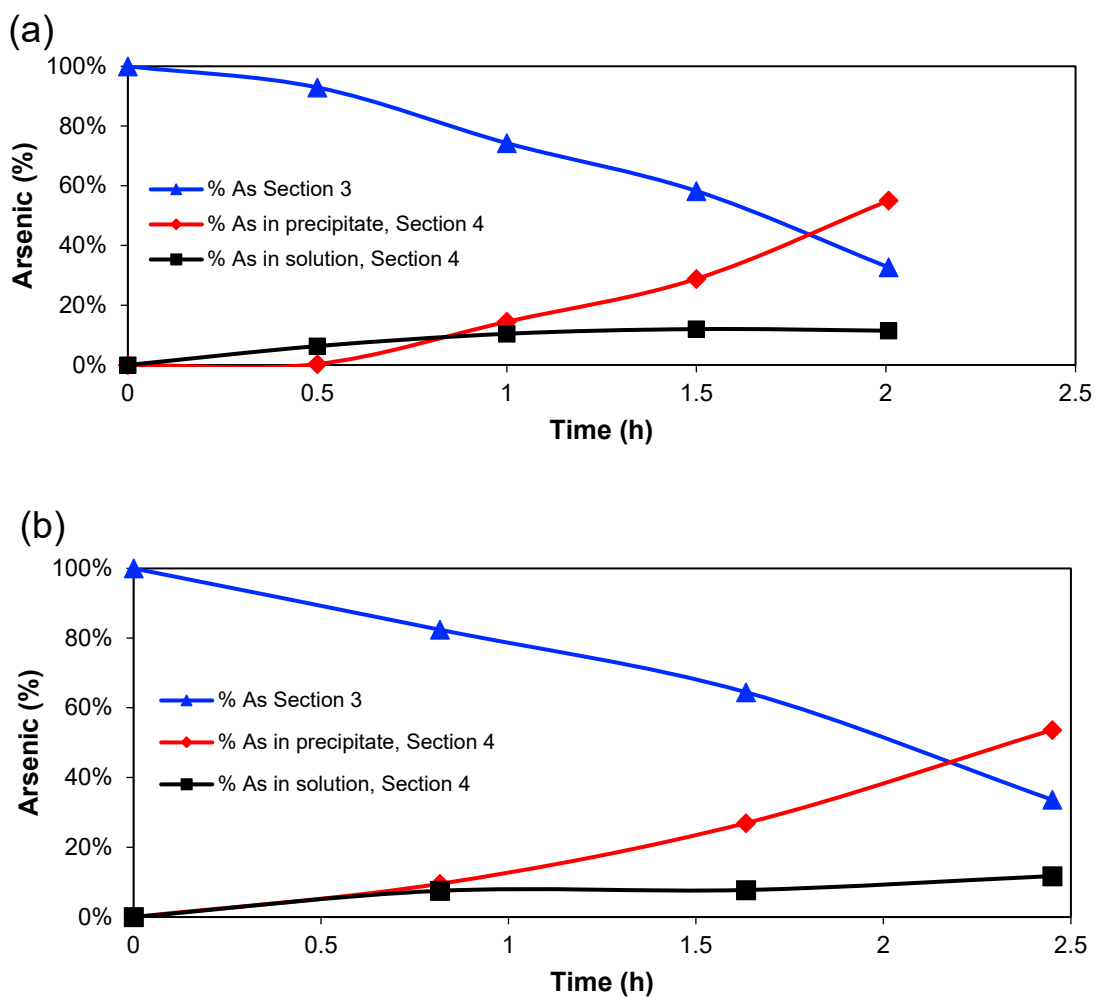 (a)
100%
80%
60%
40%
20%
0%
Arsenic (%)
% As Section 3
% As in precipitate, Section 4
% As in solution, Section 4
0 0.5 1 1.5 2 2.5
Time (h)
(b)
100%
80%
60%
40%
20%
0%
Arsenic (%)
% As Section 3
% As in precipitate, Section 4
% As in solution, Section 4
0 0.5 1 1.5 2 2.5
Time (h)